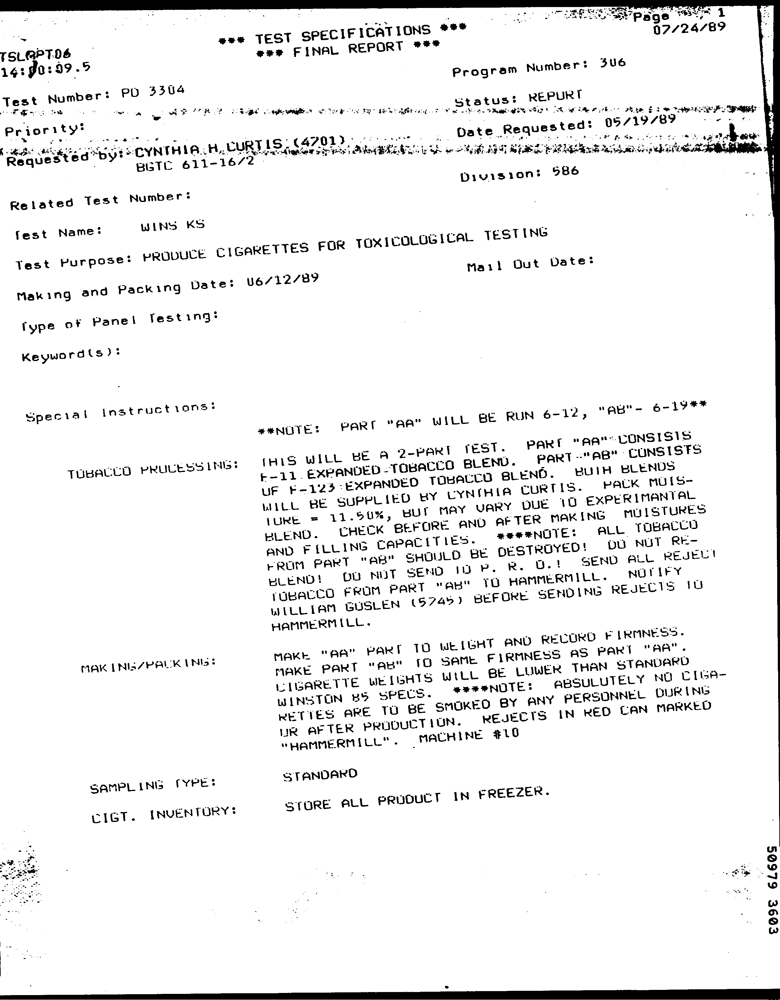 *** TEST SPECIFICATIONS ***
*** FINAL REPORT ***
Page 1
07/24/89
TSLRPT06
14:00:09.5
Test Number: PD 3304
Program Number: 306
Status: REPORT
Priority:
Date Requested: 05/19/89
Requested by: CYNTHIA H CURTIS (4701)
BGTC 611-16/2
Division: 586
Related Test Number:
Test Name: WINS KS
Test Purpose: PRODUCE CIGARETTES FOR TOXICOLOGICAL TESTING
Making and Packing Date: 06/12/89
Mail Out Date:
Type of Panel Testing:
Keyword(s):
Special Instructions:
**NOTE: PART "AA" WILL BE RUN 6-12, "AB"- 6-19**
TOBACCO PROCESSING: THIS WILL BE A 2-PART TEST. PART "AA" CONSISTS
F-11 EXPANDED TOBACCO BLEND. PART "AB" CONSISTS
OF F-123 EXPANDED TOBACCO BLEND. BOTH BLENDS
WILL BE SUPPLIED BY CYNTHIA CURTIS. PACK MOIS-
TURE = 11.50%, BUT MAY VARY DUE TO EXPERIMANTAL
BLEND. CHECK BEFORE AND AFTER MAKING MOISTURES
AND FILLING CAPACITIES. ****NOTE: ALL TOBACCO
FROM PART "AB" SHOULD BE DESTROYED! DO NOT RE-
BLEND! DO NOT SEND TO P. R. O.! SEND ALL REJECT
TOBACCO FROM PART "AB" TO HAMMERMILL. NOTIFY
WILLIAM GOSLEN (5745) BEFORE SENDING REJECTS TO
HAMMERMILL.
MAKING/PACKING: MAKE "AA" PART TO WEIGHT AND RECORD FIRMNESS.
MAKE PART "AB" TO SAME FIRMNESS AS PART "AA".
CIGARETTE WEIGHTS WILL BE LOWER THAN STANDARD
WINSTON 85 SPECS. ****NOTE: ABSOLUTELY NO CIGA-
RETTES ARE TO BE SMOKED BY ANY PERSONNEL DURING
OR AFTER PRODUCTION. REJECTS IN RED CAN MARKED
"HAMMERMILL". MACHINE #10
SAMPLING TYPE: STANDARD
CIGT. INVENTORY: STORE ALL PRODUCT IN FREEZER.
50979 3603